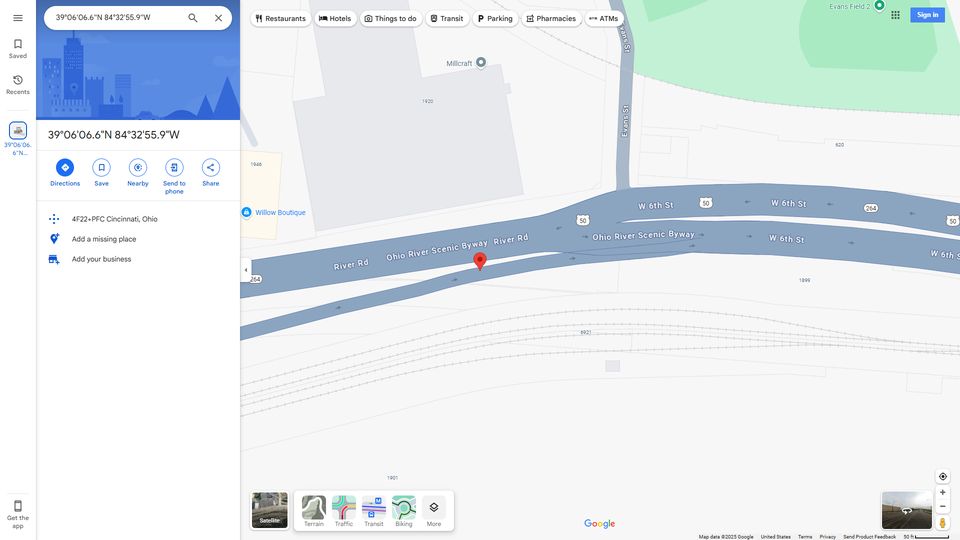 39°06'06.6"N 84°32'55.9"W
Restaurants
Hotels
Things to do
Transit
Parking
Pharmacies
ATMs
Sign in
Evans Field 2
Saved
Recents
39°06'06.
6"N...
39°06'06.6"N 84°32'55.9"W
Directions
Save
Nearby
Send to
phone
Share
4F22+PFC Cincinnati, Ohio
Add a missing place
Add your business
Get the
app
Millcraft
1920
1946
620
Evans St
Evans St
Willow Boutique
W 6th St
50
W 6th St
264
50
50
Ohio River Scenic Byway
W 6th St
W 6th St
River Rd
Ohio River Scenic Byway
River Rd
264
1899
6921
1901
Satellite
Terrain
Traffic
Transit
Biking
More
Google
Map data ©2025 Google
United States
Terms
Privacy
Send Product Feedback
50 ft